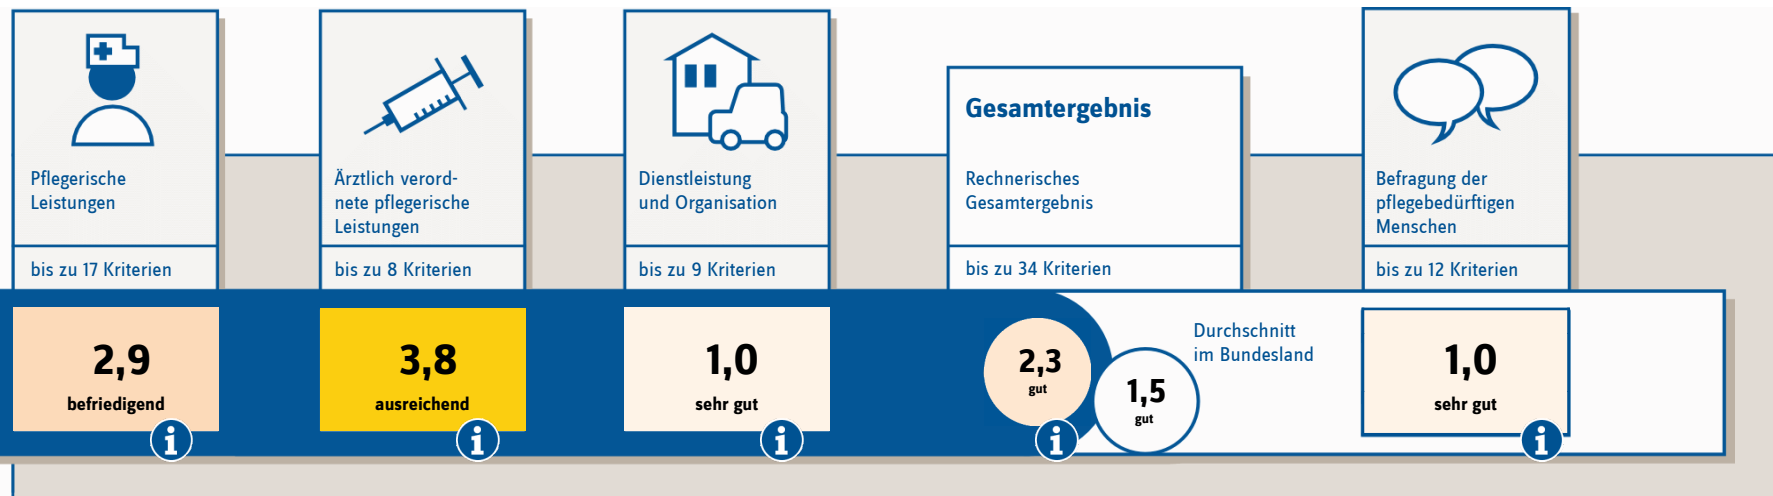 Pflegerische
Leistungen
bis zu 17 Kriterien
2,9
befriedigend
i
Ärztlich verord-
nete pflegerische
Leistungen
bis zu 8 Kriterien
3,8
ausreichend
i
Dienstleistung
und Organisation
bis zu 9 Kriterien
1,0
sehr gut
i
Gesamtergebnis
Rechnerisches
Gesamtergebnis
bis zu 34 Kriterien
2,3
gut
i
1,5
gut
Durchschnitt
im Bundesland
Befragung der
pflegebedürftigen
Menschen
bis zu 12 Kriterien
1,0
sehr gut
i